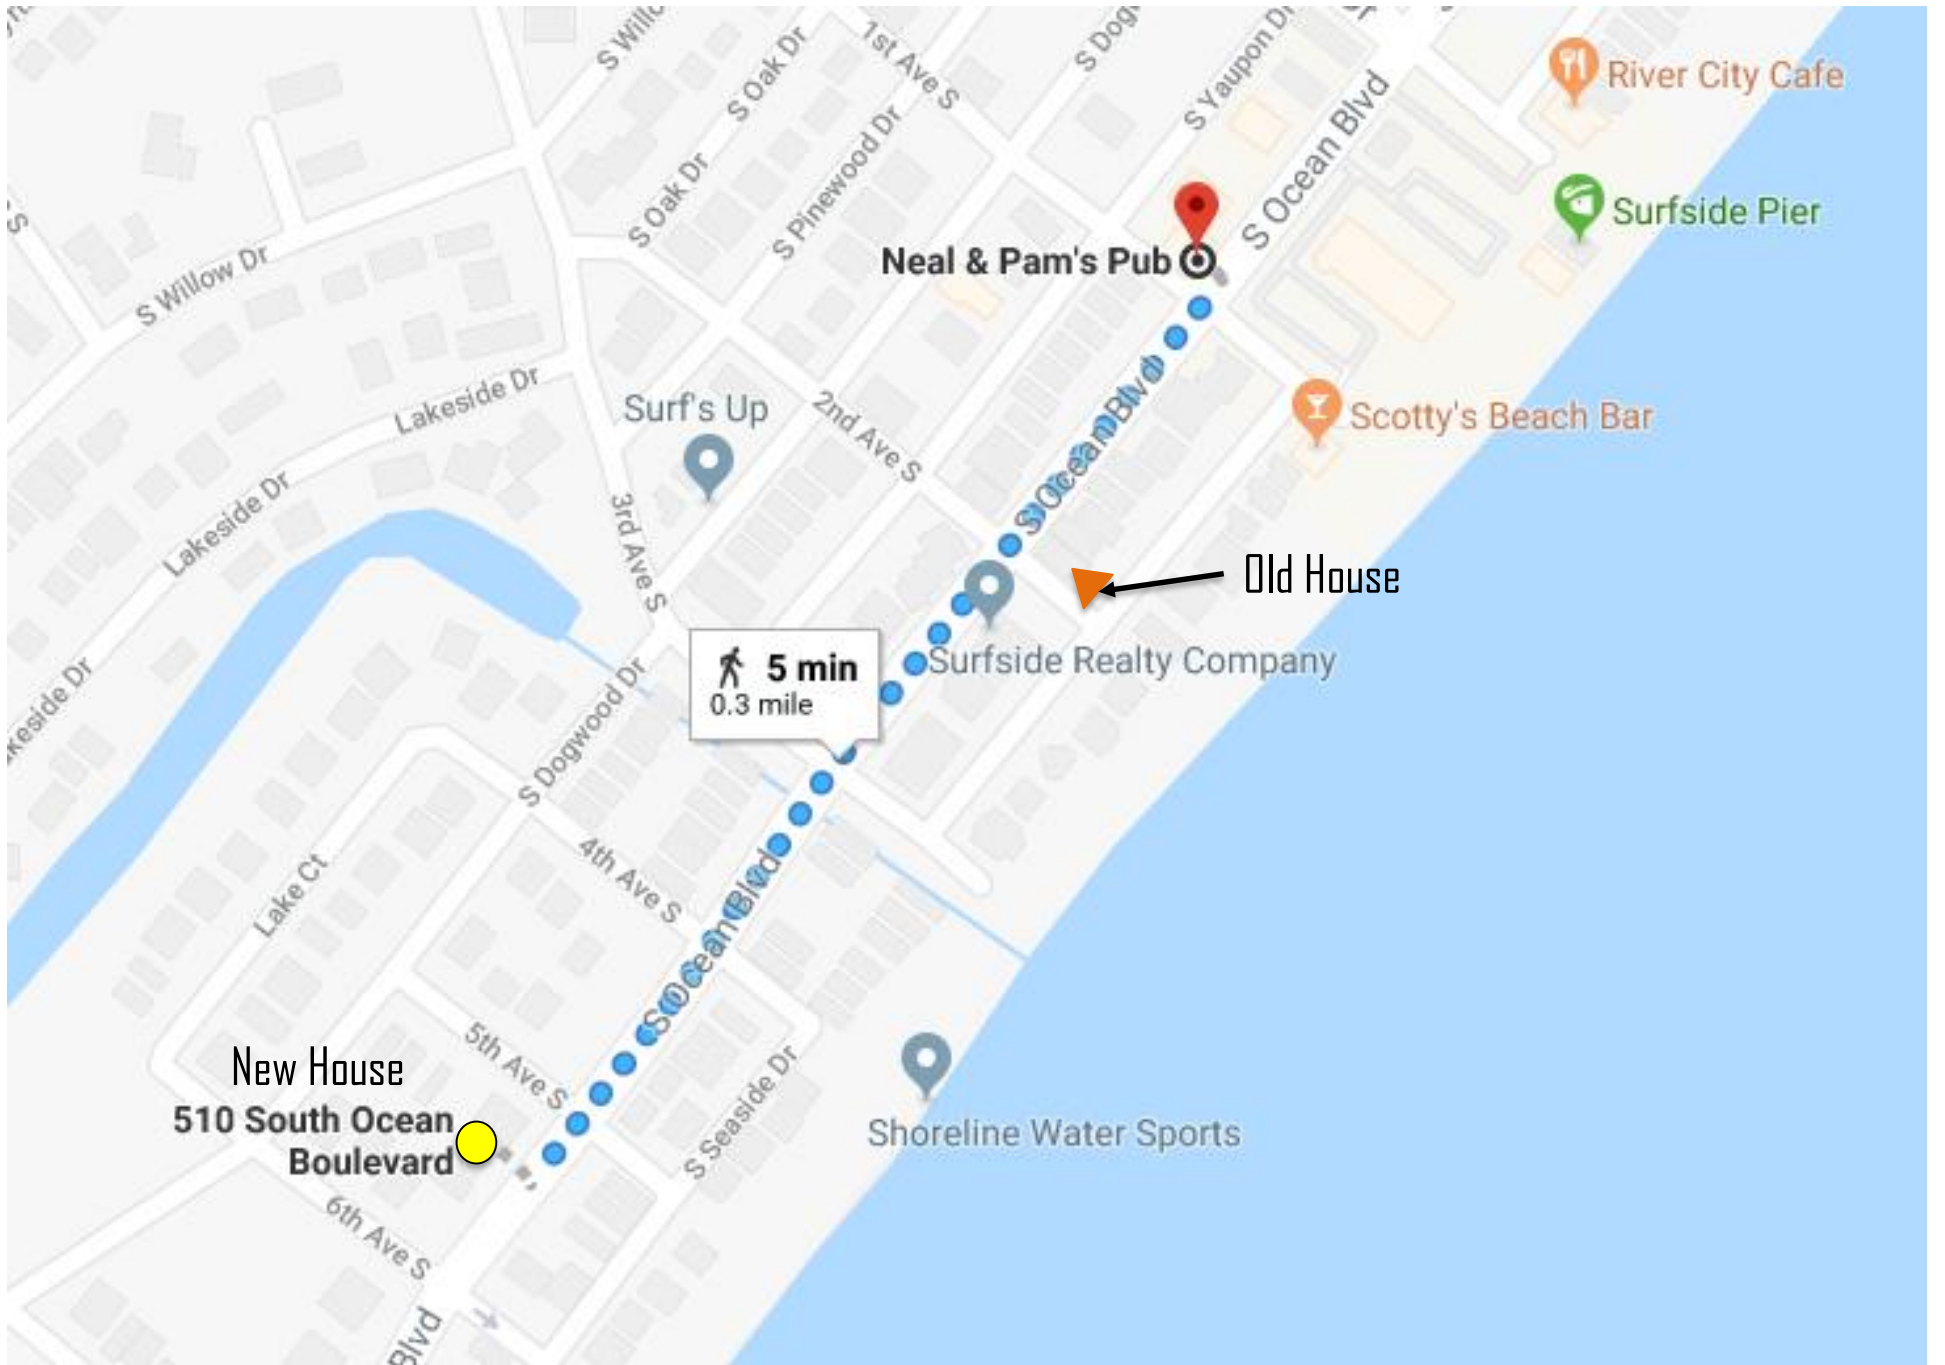 S Willo
S Oak Dr
1st Ave S
S Dog
S Yaupon Dr
S Ocean Blvd
River City Cafe
S Oak Dr
S Pinewood Dr
Surfside Pier
S
S Willow Dr
Neal & Pam's Pub
Lakeside Dr
Surf's Up
2nd Ave S
S Ocean Blvd
Scotty's Beach Bar
Lakeside Dr
3rd Ave S
Old House
Surfside Realty Company
5 min
0.3 mile
keside Dr
S Dogwood Dr
Lake Ct
4th Ave S
S Ocean Blvd
5th Ave S
New House
510 South Ocean
Boulevard
S Seaside Dr
Shoreline Water Sports
6th Ave S
Blvd